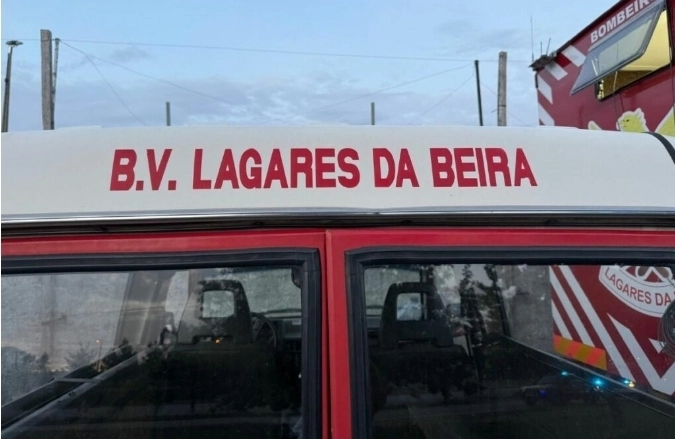 BOMBEIR
B.V. LAGARES DA BEIRA
LAGARES DA